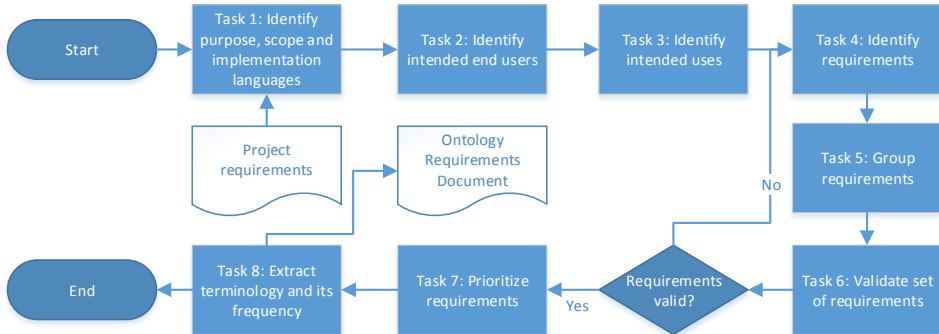 Start
Task 1: Identify
purpose, scope and
implementation
languages
Task 2: Identify
intended end users
Task 3: Identify
intended uses
Task 4: Identify
requirements
Project
requirements
Ontology
Requirements
Document
Task 5: Group
requirements
No
End
Task 8: Extract
terminology and its
frequency
Task 7: Prioritize
requirements
Yes
Requirements
valid?
Task 6: Validate set
of requirements